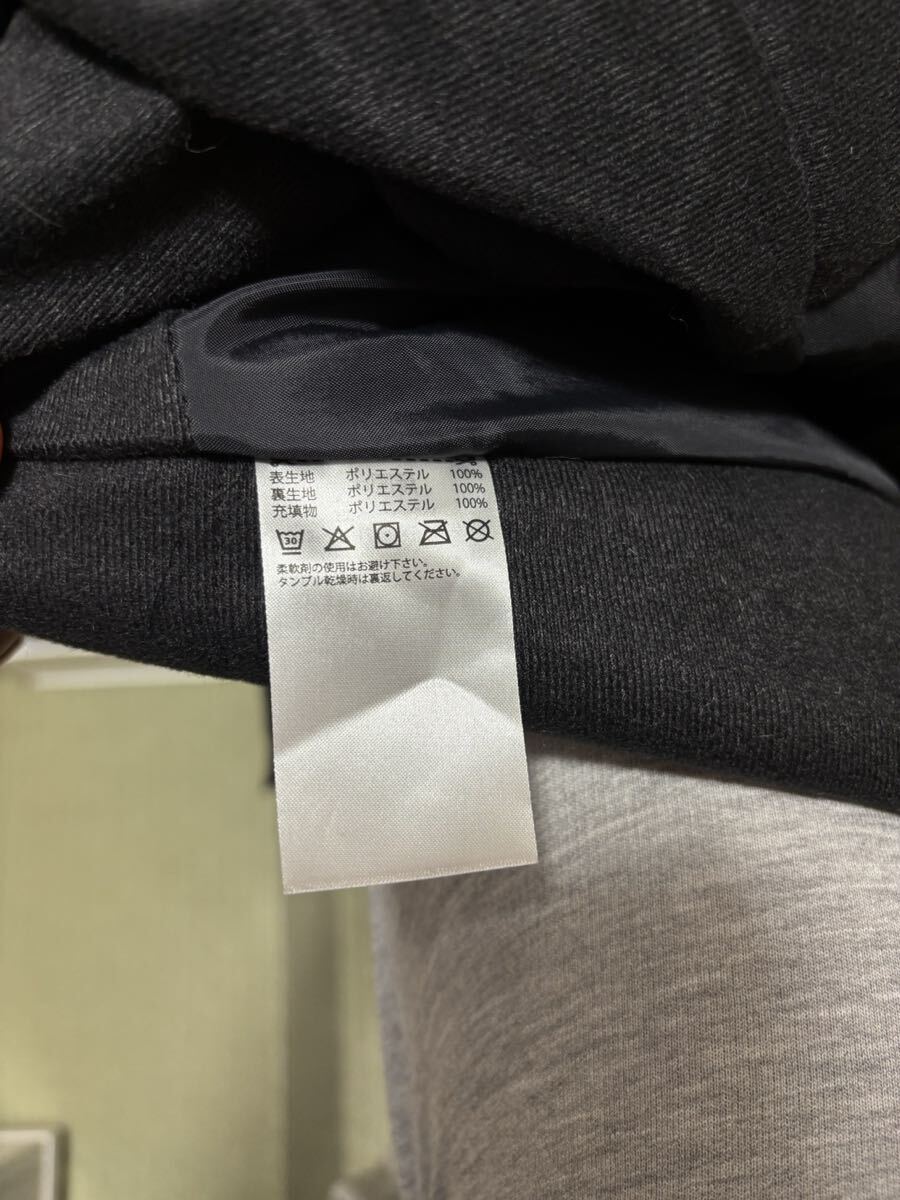 表生地 ポリエステル 100%
裏生地 ポリエステル 100%
充填物 ポリエステル 100%
30
柔軟剤の使用はお避け下さい。
タンブル乾燥時は裏返してください。